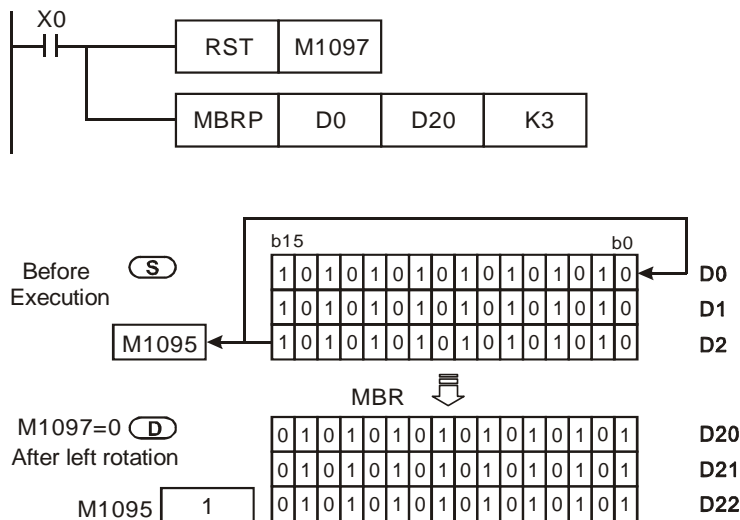 X0
RST M1097
MBRP D0 D20 K3
b15 b0
Before Execution S
1 0 1 0 1 0 1 0 1 0 1 0 1 0 1 0 D0
1 0 1 0 1 0 1 0 1 0 1 0 1 0 1 0 D1
M1095 1 0 1 0 1 0 1 0 1 0 1 0 1 0 1 0 D2
MBR
M1097=0 D
After left rotation
0 1 0 1 0 1 0 1 0 1 0 1 0 1 0 1 D20
0 1 0 1 0 1 0 1 0 1 0 1 0 1 0 1 D21
M1095 1 0 1 0 1 0 1 0 1 0 1 0 1 0 1 0 1 D22